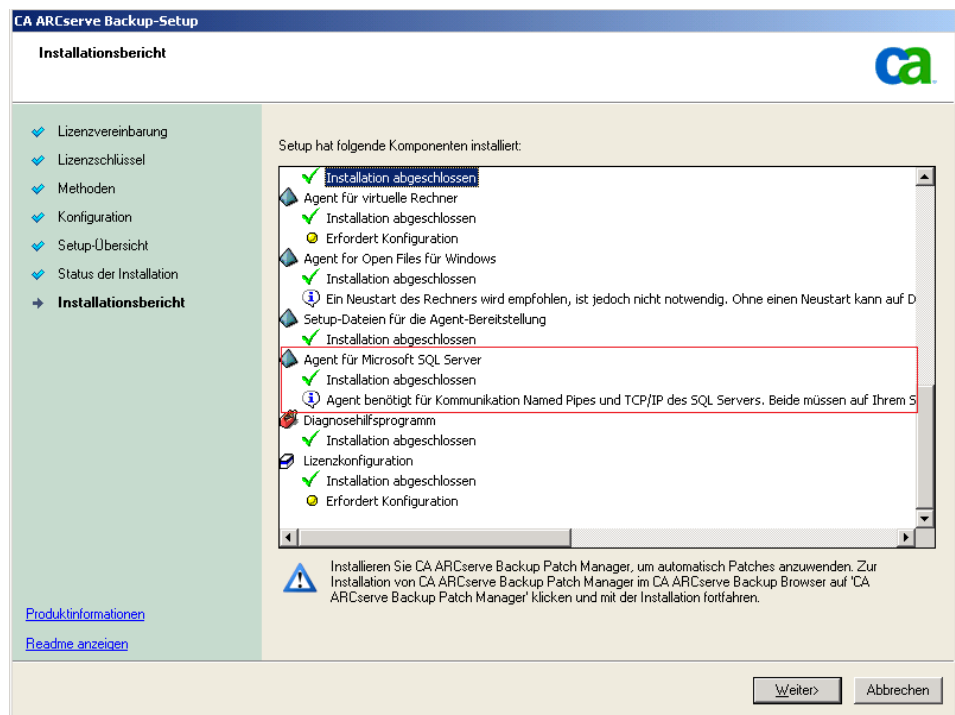 CA ARCserve Backup-Setup
Installationsbericht
ca
Lizenzvereinbarung
Lizenzschlüssel
Methoden
Konfiguration
Setup-Übersicht
Status der Installation
Installationsbericht
Produktinformationen
Readme anzeigen
Setup hat folgende Komponenten installiert:
Installation abgeschlossen
Agent für virtuelle Rechner
Installation abgeschlossen
Erfordert Konfiguration
Agent for Open Files für Windows
Installation abgeschlossen
Ein Neustart des Rechners wird empfohlen, ist jedoch nicht notwendig. Ohne einen Neustart kann auf D
Setup-Dateien für die Agent-Bereitstellung
Installation abgeschlossen
Agent für Microsoft SQL Server
Installation abgeschlossen
Agent benötigt für Kommunikation Named Pipes und TCP/IP des SQL Servers. Beide müssen auf Ihrem S
Diagnosehilfsprogramm
Installation abgeschlossen
Lizenzkonfiguration
Installation abgeschlossen
Erfordert Konfiguration
Installieren Sie CA ARCserve Backup Patch Manager, um automatisch Patches anzuwenden. Zur
Installation von CA ARCserve Backup Patch Manager im CA ARCserve Backup Browser auf 'CA
ARCserve Backup Patch Manager' klicken und mit der Installation fortfahren.
Weiter>
Abbrechen